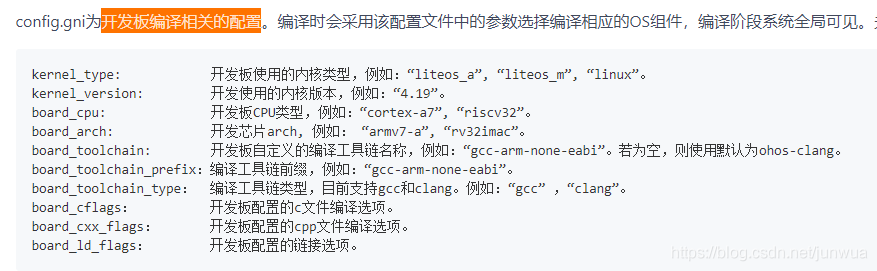 config.gni为开发板编译相关的配置。编译时会采用该配置文件中的参数选择编译相应的OS组件，编译阶段系统全局可见。
kernel_type: 开发板使用的内核类型，例如：“liteos_a”, “liteos_m”, “linux”。
kernel_version: 开发使用的内核版本，例如：“4.19”。
board_cpu: 开发板CPU类型，例如：“cortex-a7”, “riscv32”。
board_arch: 开发芯片arch, 例如： “armv7-a”, “rv32imac”。
board_toolchain: 开发板自定义的编译工具链名称，例如：“gcc-arm-none-eabi”。若为空，则使用默认为ohos-clang。
board_toolchain_prefix: 编译工具链前缀，例如：“gcc-arm-none-eabi”。
board_toolchain_type: 编译工具链类型，目前支持gcc和clang。例如：“gcc” ，“clang”。
board_cflags: 开发板配置的c文件编译选项。
board_cxx_flags: 开发板配置的cpp文件编译选项。
board_ld_flags: 开发板配置的链接选项。
https://blog.csdn.net/junwua